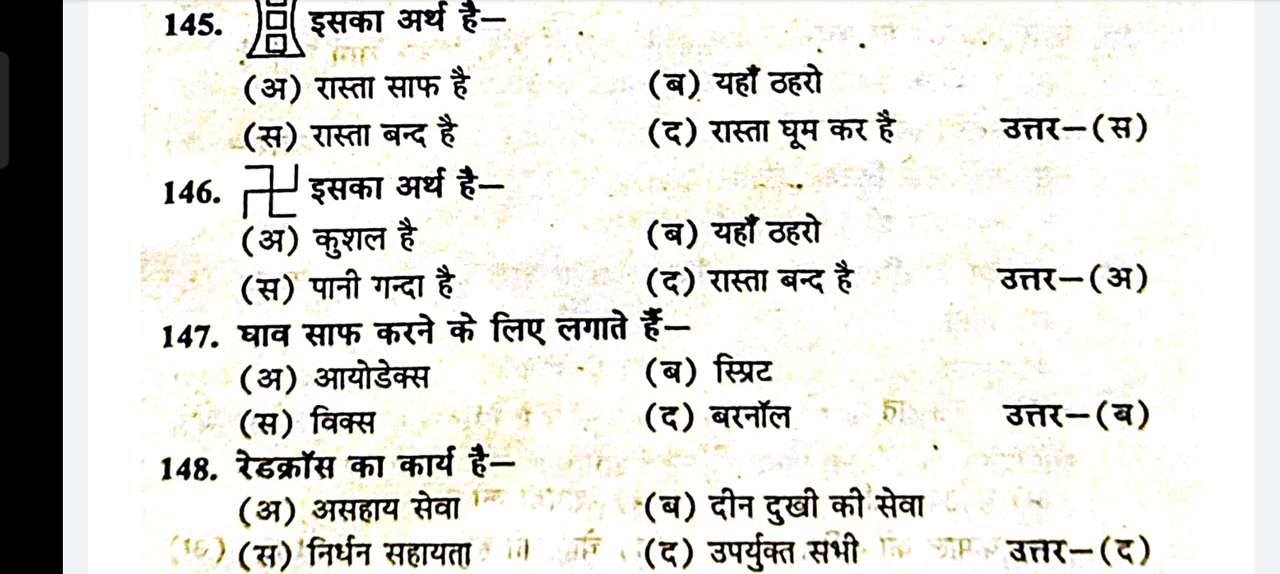 145. इसका अर्थ है–
(अ) रास्ता साफ है (ब) यहाँ ठहरो
(स) रास्ता बन्द है (द) रास्ता घूम कर है उत्तर–(स)
146. 卐 इसका अर्थ है–
(अ) कुशल है (ब) यहाँ ठहरो
(स) पानी गन्दा है (द) रास्ता बन्द है उत्तर–(अ)
147. घाव साफ करने के लिए लगाते हैं–
(अ) आयोडेक्स (ब) स्प्रिट
(स) विक्स (द) बरनॉल उत्तर–(ब)
148. रेडक्रॉस का कार्य है–
(अ) असहाय सेवा (ब) दीन दुखी की सेवा
(स) निर्धन सहायता (द) उपर्युक्त सभी उत्तर–(द)